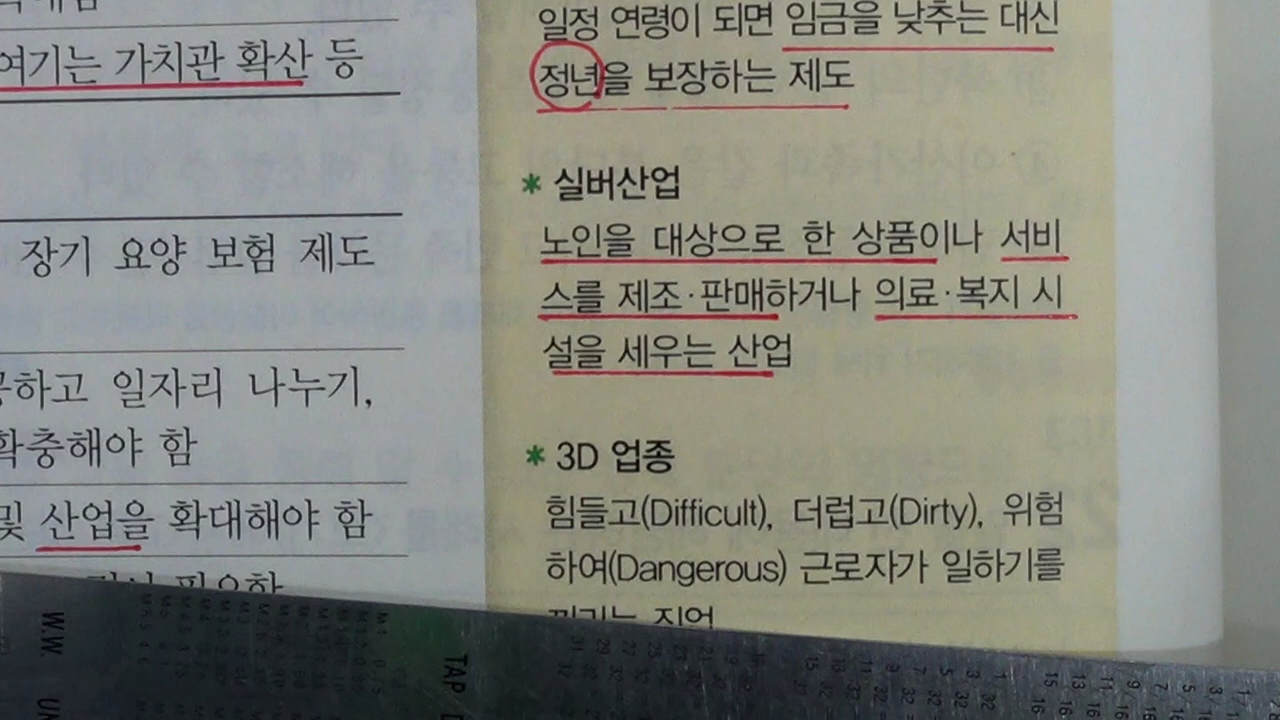 여기는 가치관 확산 등
장기 요양 보험 제도
하고 일자리 나누기,
확충해야 함
및 산업을 확대해야 함
일정 연령이 되면 임금을 낮추는 대신
정년을 보장하는 제도
* 실버산업
노인을 대상으로 한 상품이나 서비
스를 제조·판매하거나 의료·복지 시
설을 세우는 산업
* 3D 업종
힘들고(Difficult), 더럽고(Dirty), 위험
하여(Dangerous) 근로자가 일하기를
꺼리는 직업
W.W.
TAP